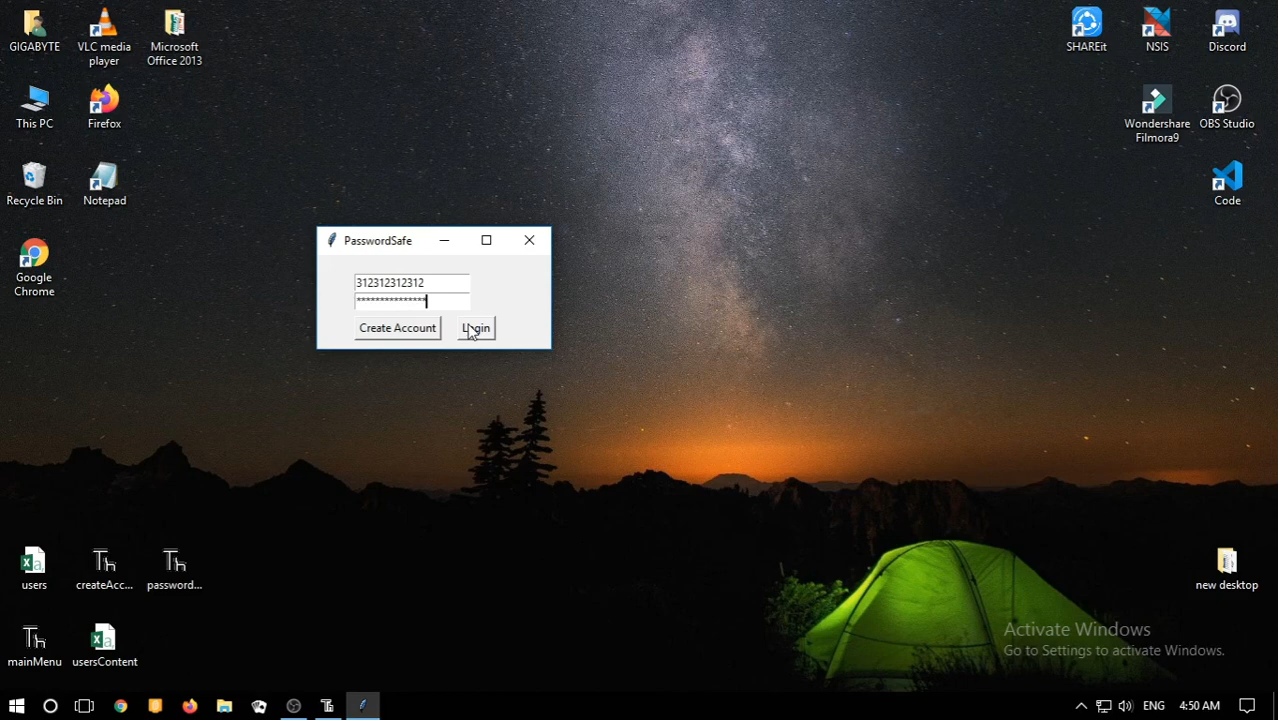 GIGABYTE
VLC media
player
Microsoft
Office 2013
SHAREit
NSIS
Discord
This PC
Firefox
Wondershare
Filmora9
OBS Studio
Recycle Bin
Notepad
Code
Google
Chrome
PasswordSafe
312312312312
***************
Create Account
Login
users
createAcc...
password...
new desktop
mainMenu
usersContent
Activate Windows
Go to Settings to activate Windows.
ENG
4:50 AM